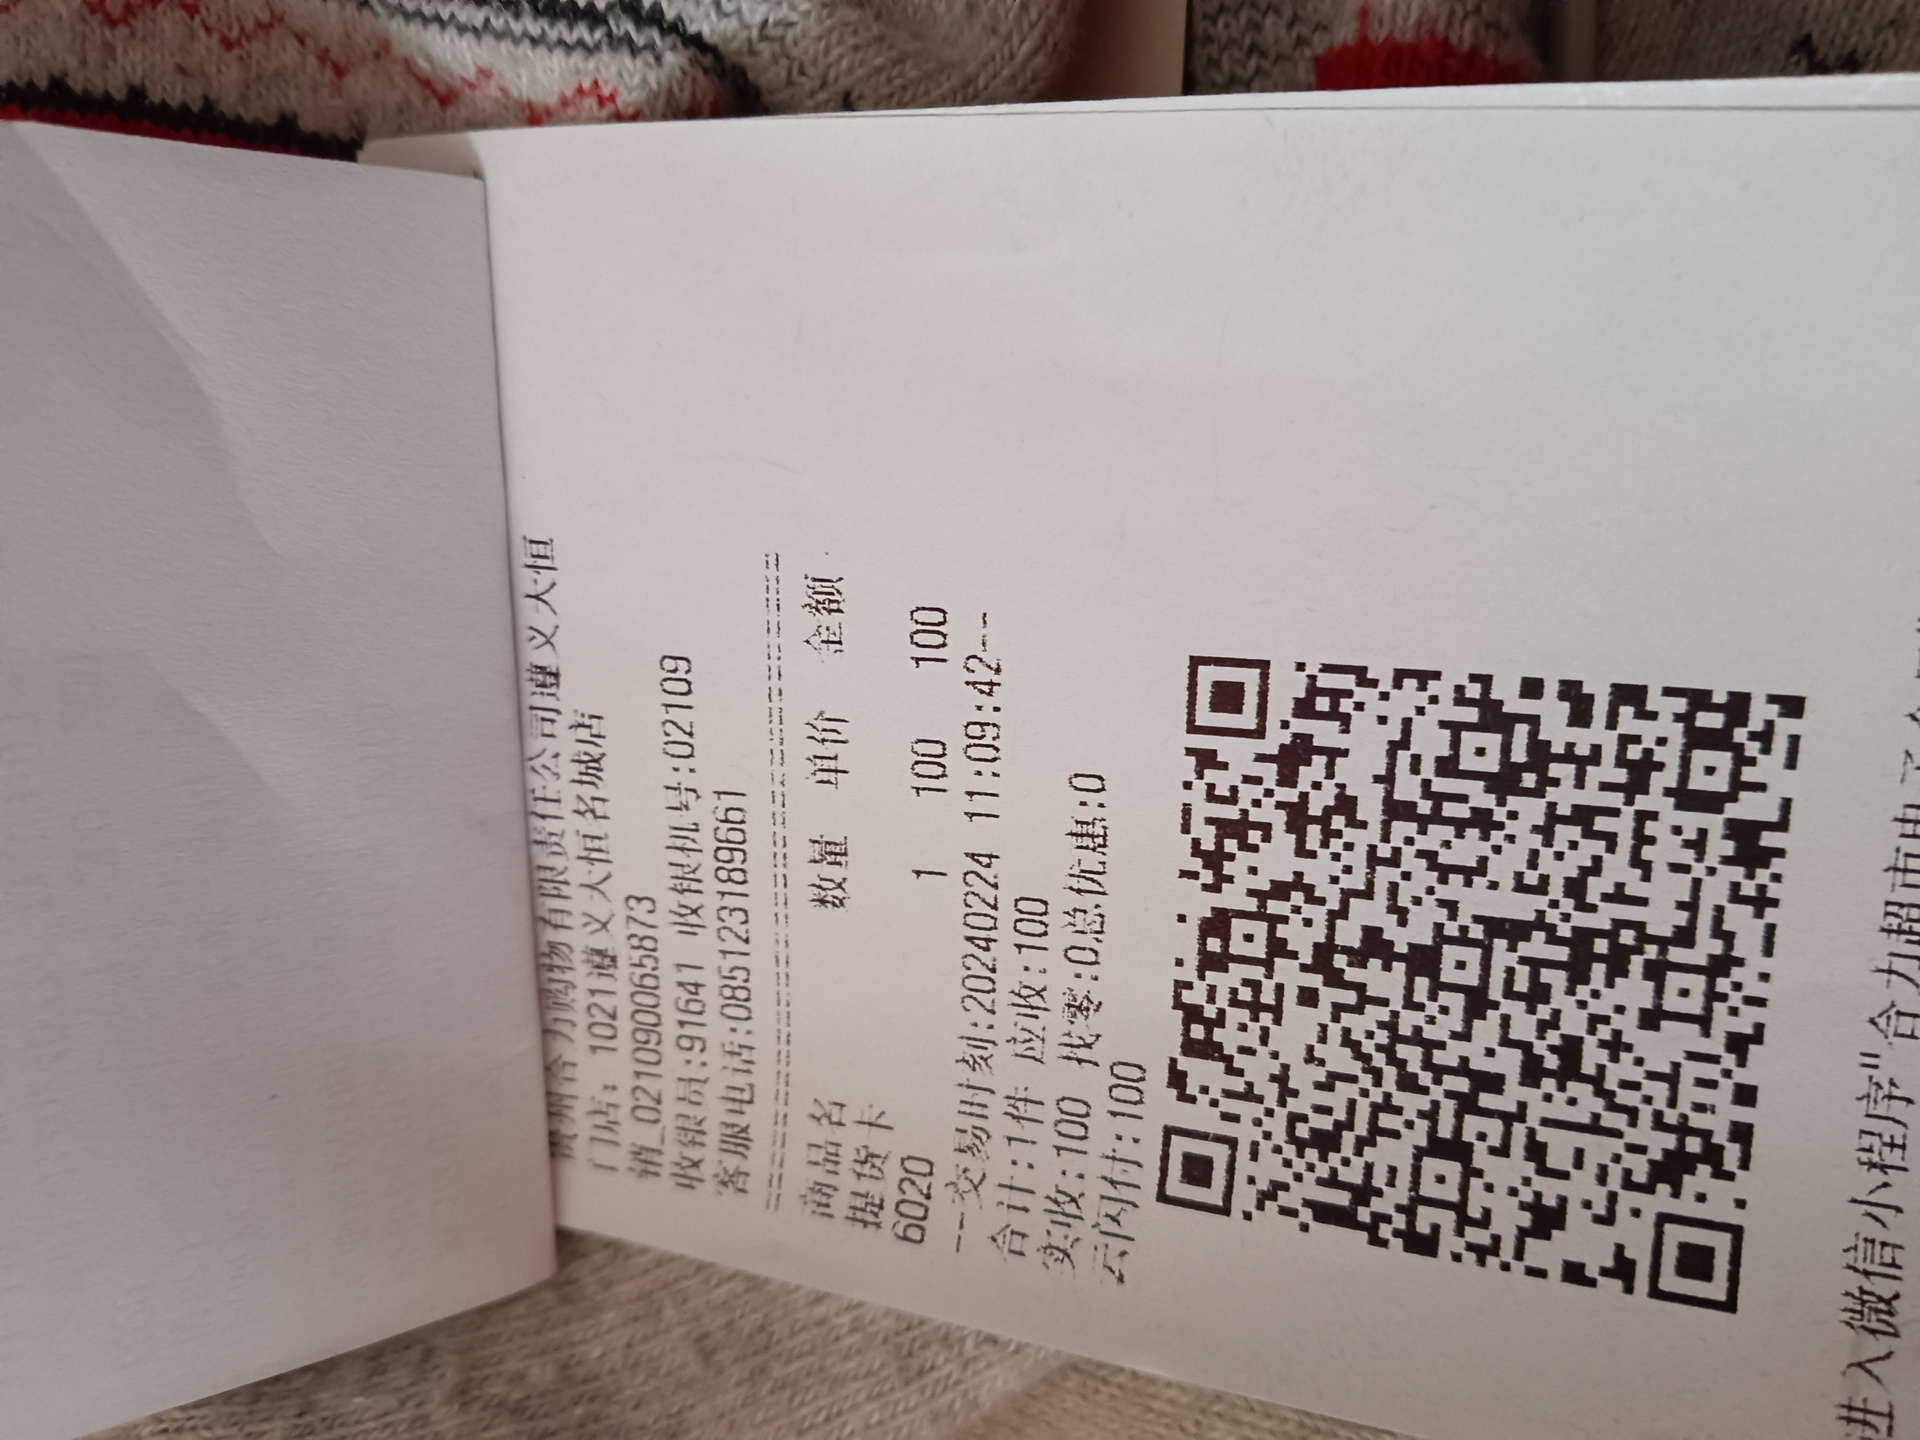 贵州合力购物有限责任公司遵义大恒
门店：1021遵义大恒名城店
销_02109006​5873
收银员:91641 收银机号:02109
客服电话:085123189661
商品名 数量 单价 金额
提货卡
6020 1 100 100
--交易时刻:20240224 11:09:42--
合计:1件 应收:100
实收:100 找零:0总优惠:0
云闪付:100
进入微信小程序"合力超市电子